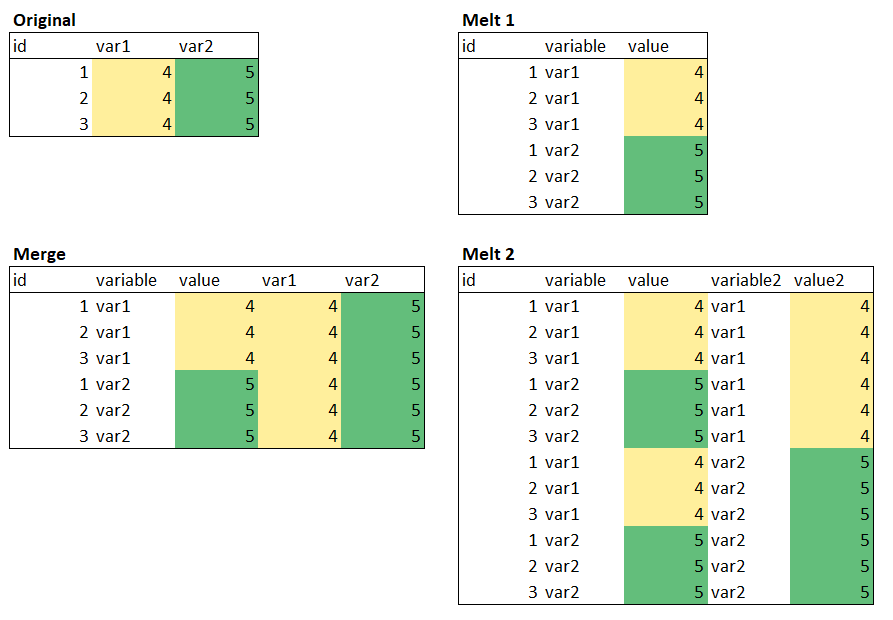 Original
id var1 var2
1 4 5
2 4 5
3 4 5
Melt 1
id variable value
1 var1 4
2 var1 4
3 var1 4
1 var2 5
2 var2 5
3 var2 5
Merge
id variable value var1 var2
1 var1 4 4 5
2 var1 4 4 5
3 var1 4 4 5
1 var2 5 4 5
2 var2 5 4 5
3 var2 5 4 5
Melt 2
id variable value variable2 value2
1 var1 4 var1 4
2 var1 4 var1 4
3 var1 4 var1 4
1 var2 5 var1 4
2 var2 5 var1 4
3 var2 5 var1 4
1 var1 4 var2 5
2 var1 4 var2 5
3 var1 4 var2 5
1 var2 5 var2 5
2 var2 5 var2 5
3 var2 5 var2 5